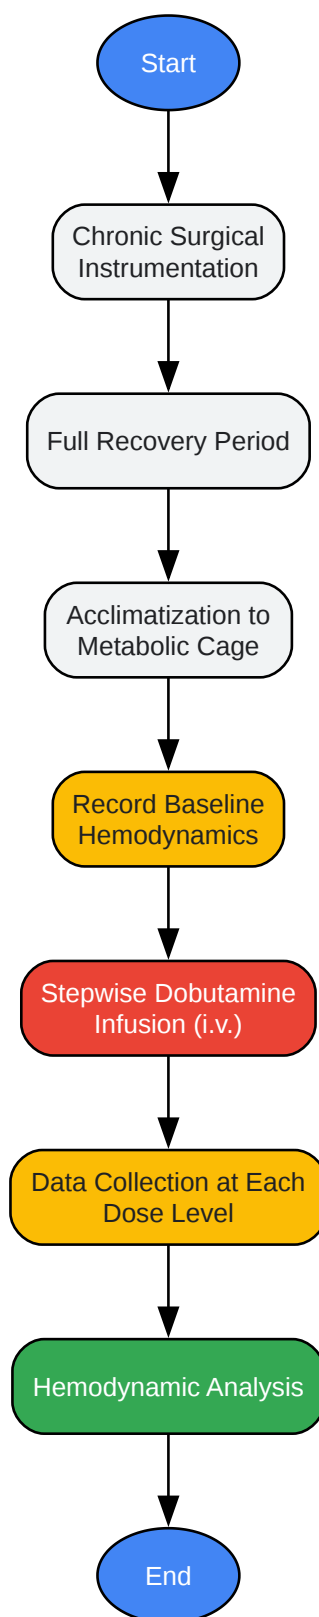 Start
Chronic Surgical
Instrumentation
Full Recovery Period
Acclimatization to
Metabolic Cage
Record Baseline
Hemodynamics
Stepwise Dobutamine
Infusion (i.v.)
Data Collection at Each
Dose Level
Hemodynamic Analysis
End